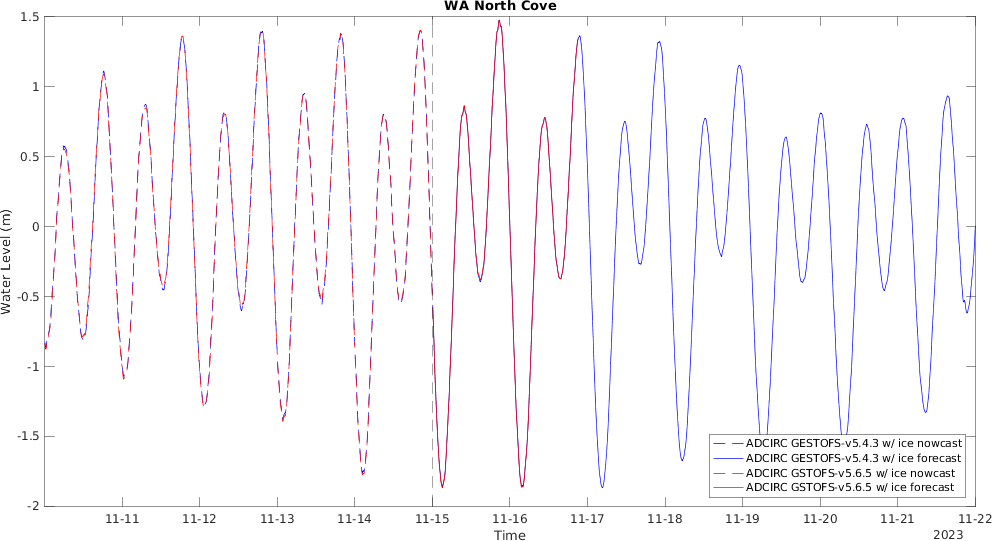 WA North Cove
Water Level (m)
1.5
1
0.5
0
-0.5
-1
-1.5
-2
ADCIRC GESTOFS-v5.4.3 w/ ice nowcast
ADCIRC GESTOFS-v5.4.3 w/ ice forecast
ADCIRC GSTOFS-v5.6.5 w/ ice nowcast
ADCIRC GSTOFS-v5.6.5 w/ ice forecast
11-11 11-12 11-13 11-14 11-15 11-16 11-17 11-18 11-19 11-20 11-21 11-22
Time
2023